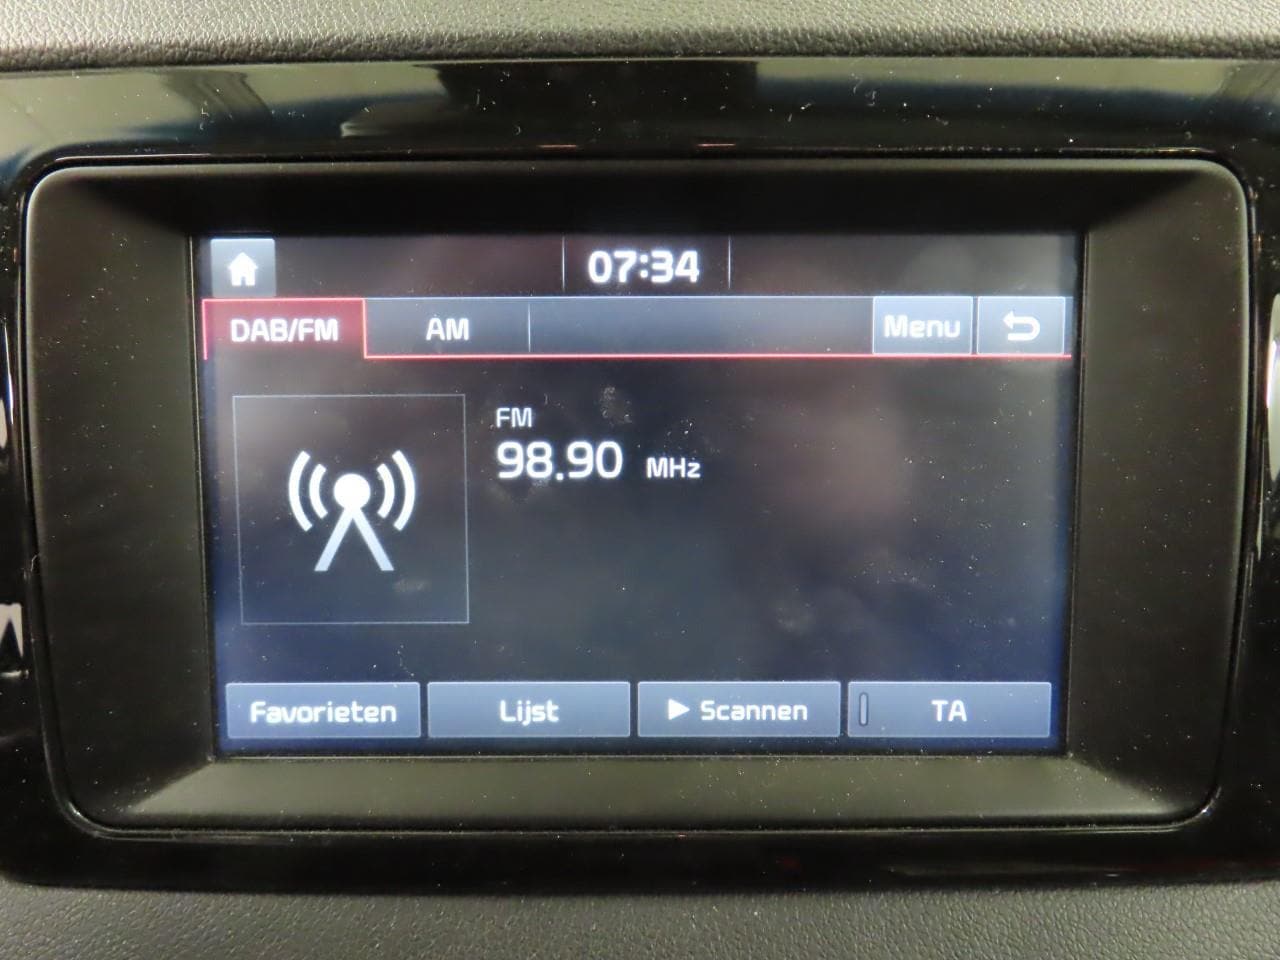 07:34
DAB/FM AM Menu
FM
98.90 MHz
Favorieten Lijst Scannen TA